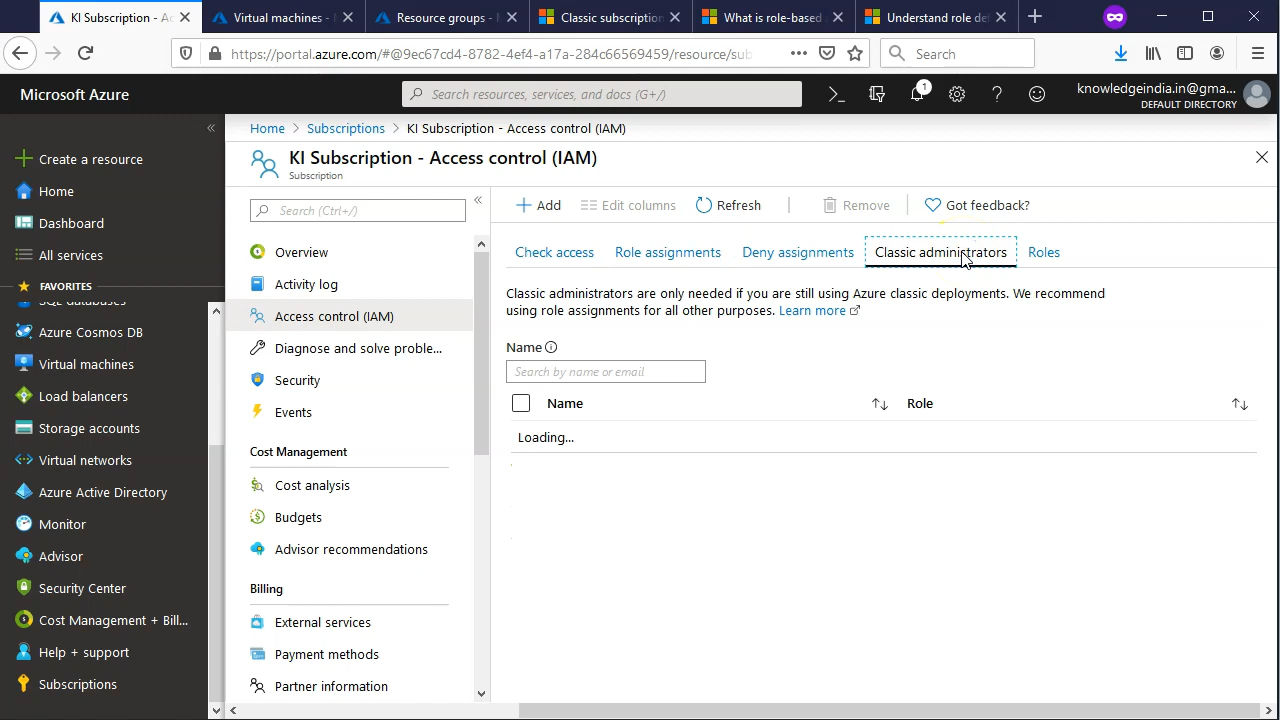 KI Subscription - Ac
Virtual machines - M
Resource groups - M
Classic subscription
What is role-based
Understand role de
https://portal.azure.com/#@9ec67cd4-8782-4ef4-a17a-284c66569459/resource/sub
Search
Microsoft Azure
Search resources, services, and docs (G+/)
1
knowledgeindia.in@gma...
DEFAULT DIRECTORY
Create a resource
Home
Dashboard
All services
FAVORITES
SQL databases
Azure Cosmos DB
Virtual machines
Load balancers
Storage accounts
Virtual networks
Azure Active Directory
Monitor
Advisor
Security Center
Cost Management + Bill...
Help + support
Subscriptions
Home > Subscriptions > KI Subscription - Access control (IAM)
KI Subscription - Access control (IAM)
Subscription
Search (Ctrl+/)
Overview
Activity log
Access control (IAM)
Diagnose and solve proble...
Security
Events
Cost Management
Cost analysis
Budgets
Advisor recommendations
Billing
External services
Payment methods
Partner information
Add
Edit columns
Refresh
Remove
Got feedback?
Check access
Role assignments
Deny assignments
Classic administrators
Roles
Classic administrators are only needed if you are still using Azure classic deployments. We recommend
using role assignments for all other purposes. Learn more
Name
Search by name or email
Name
Role
Loading...